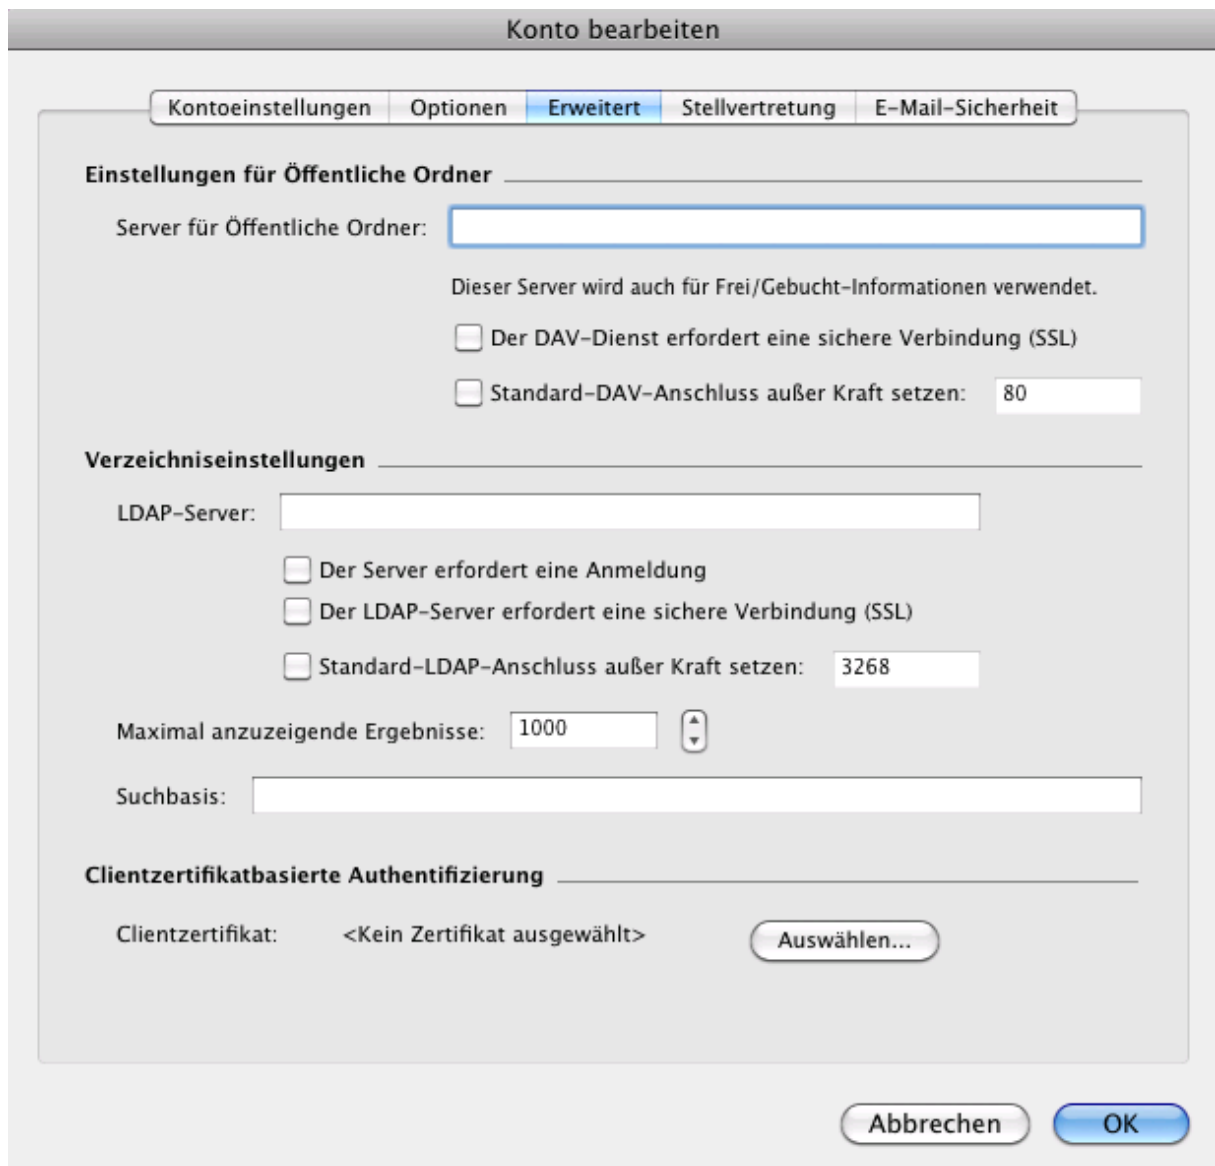 Konto bearbeiten
Kontoeinstellungen Optionen Erweitert Stellvertretung E-Mail-Sicherheit
Einstellungen für Öffentliche Ordner
Server für Öffentliche Ordner:
Dieser Server wird auch für Frei/Gebucht-Informationen verwendet.
Der DAV-Dienst erfordert eine sichere Verbindung (SSL)
Standard-DAV-Anschluss außer Kraft setzen: 80
Verzeichniseinstellungen
LDAP-Server:
Der Server erfordert eine Anmeldung
Der LDAP-Server erfordert eine sichere Verbindung (SSL)
Standard-LDAP-Anschluss außer Kraft setzen: 3268
Maximal anzuzeigende Ergebnisse: 1000
Suchbasis:
Clientzertifikatbasierte Authentifizierung
Clientzertifikat: <Kein Zertifikat ausgewählt> Auswählen...
Abbrechen OK